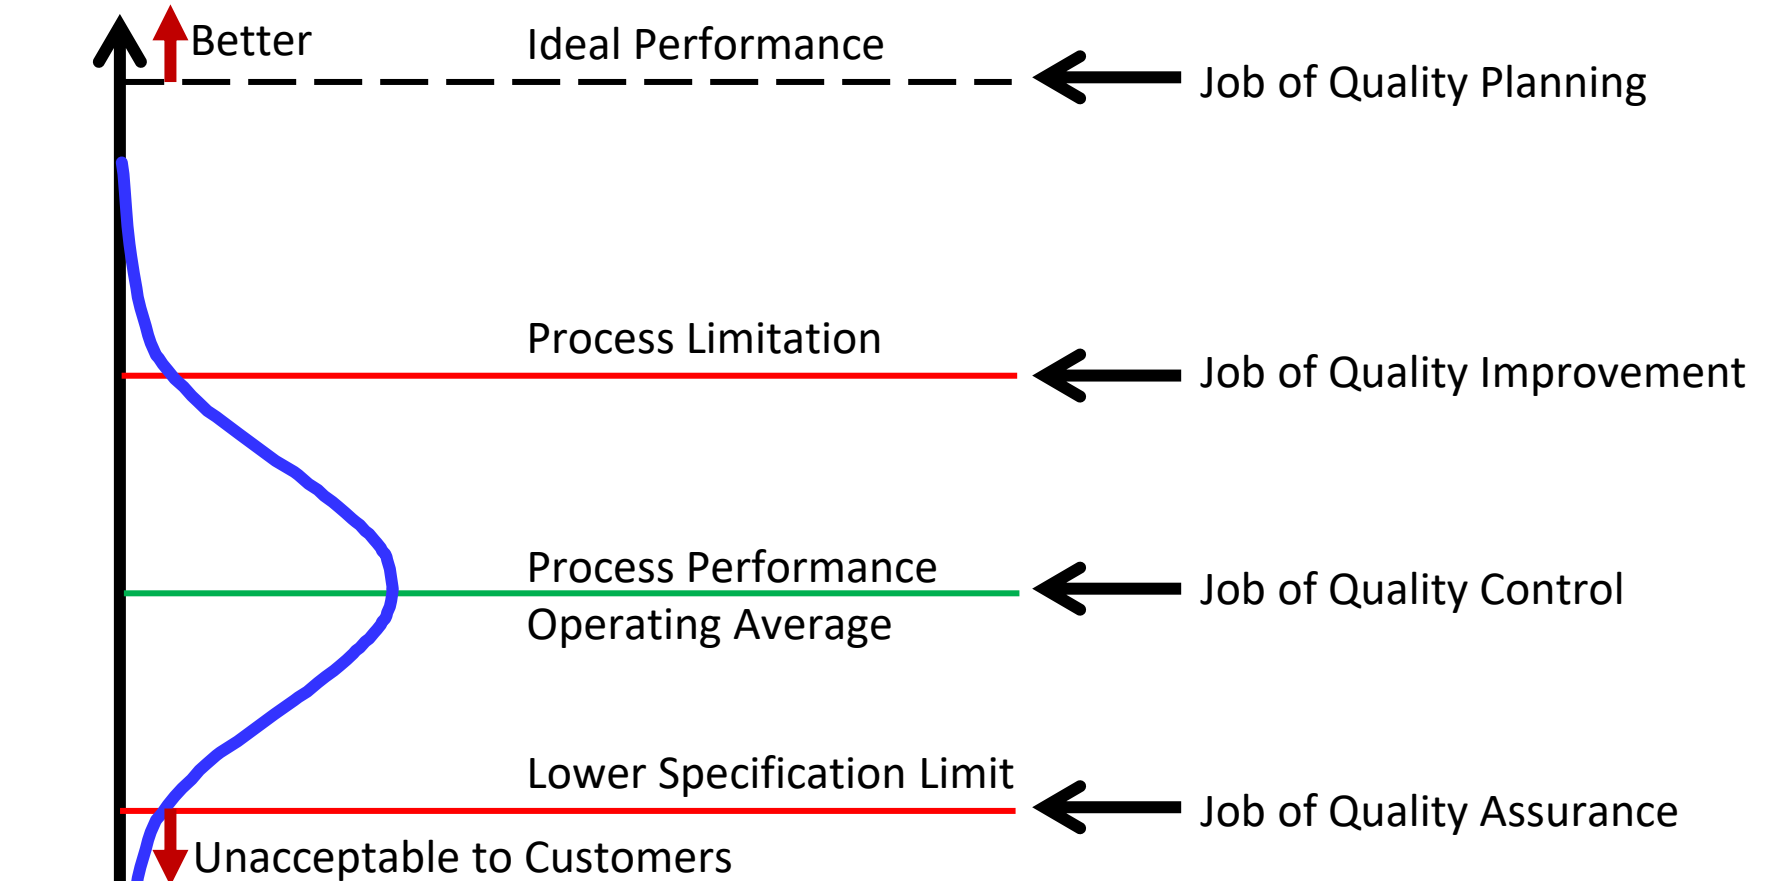 Better
Ideal Performance
Job of Quality Planning
Process Limitation
Job of Quality Improvement
Process Performance
Operating Average
Job of Quality Control
Lower Specification Limit
Job of Quality Assurance
Unacceptable to Customers